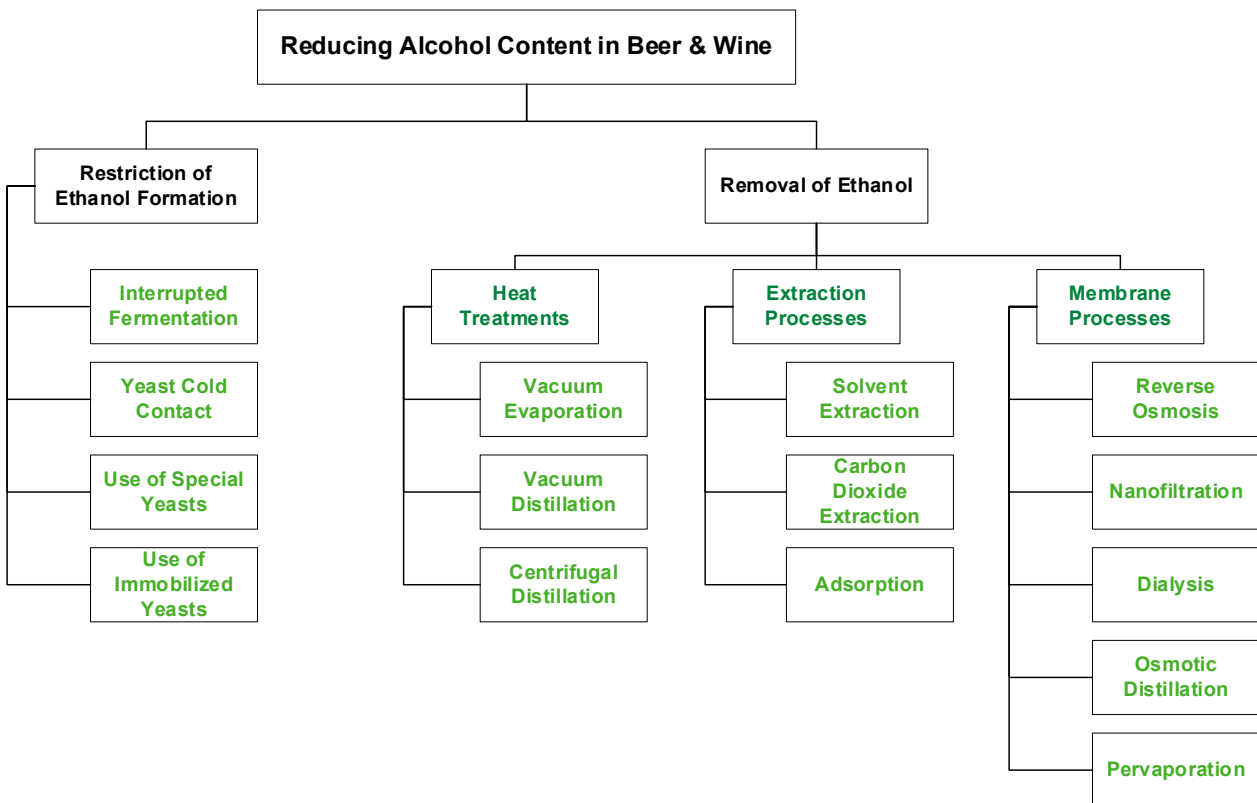 Reducing Alcohol Content in Beer & Wine
Restriction of
Ethanol Formation
Removal of Ethanol
Interrupted
Fermentation
Yeast Cold
Contact
Use of Special
Yeasts
Use of
Immobilized
Yeasts
Heat
Treatments
Vacuum
Evaporation
Vacuum
Distillation
Centrifugal
Distillation
Extraction
Processes
Solvent
Extraction
Carbon
Dioxide
Extraction
Adsorption
Membrane
Processes
Reverse
Osmosis
Nanofiltration
Dialysis
Osmotic
Distillation
Pervaporation